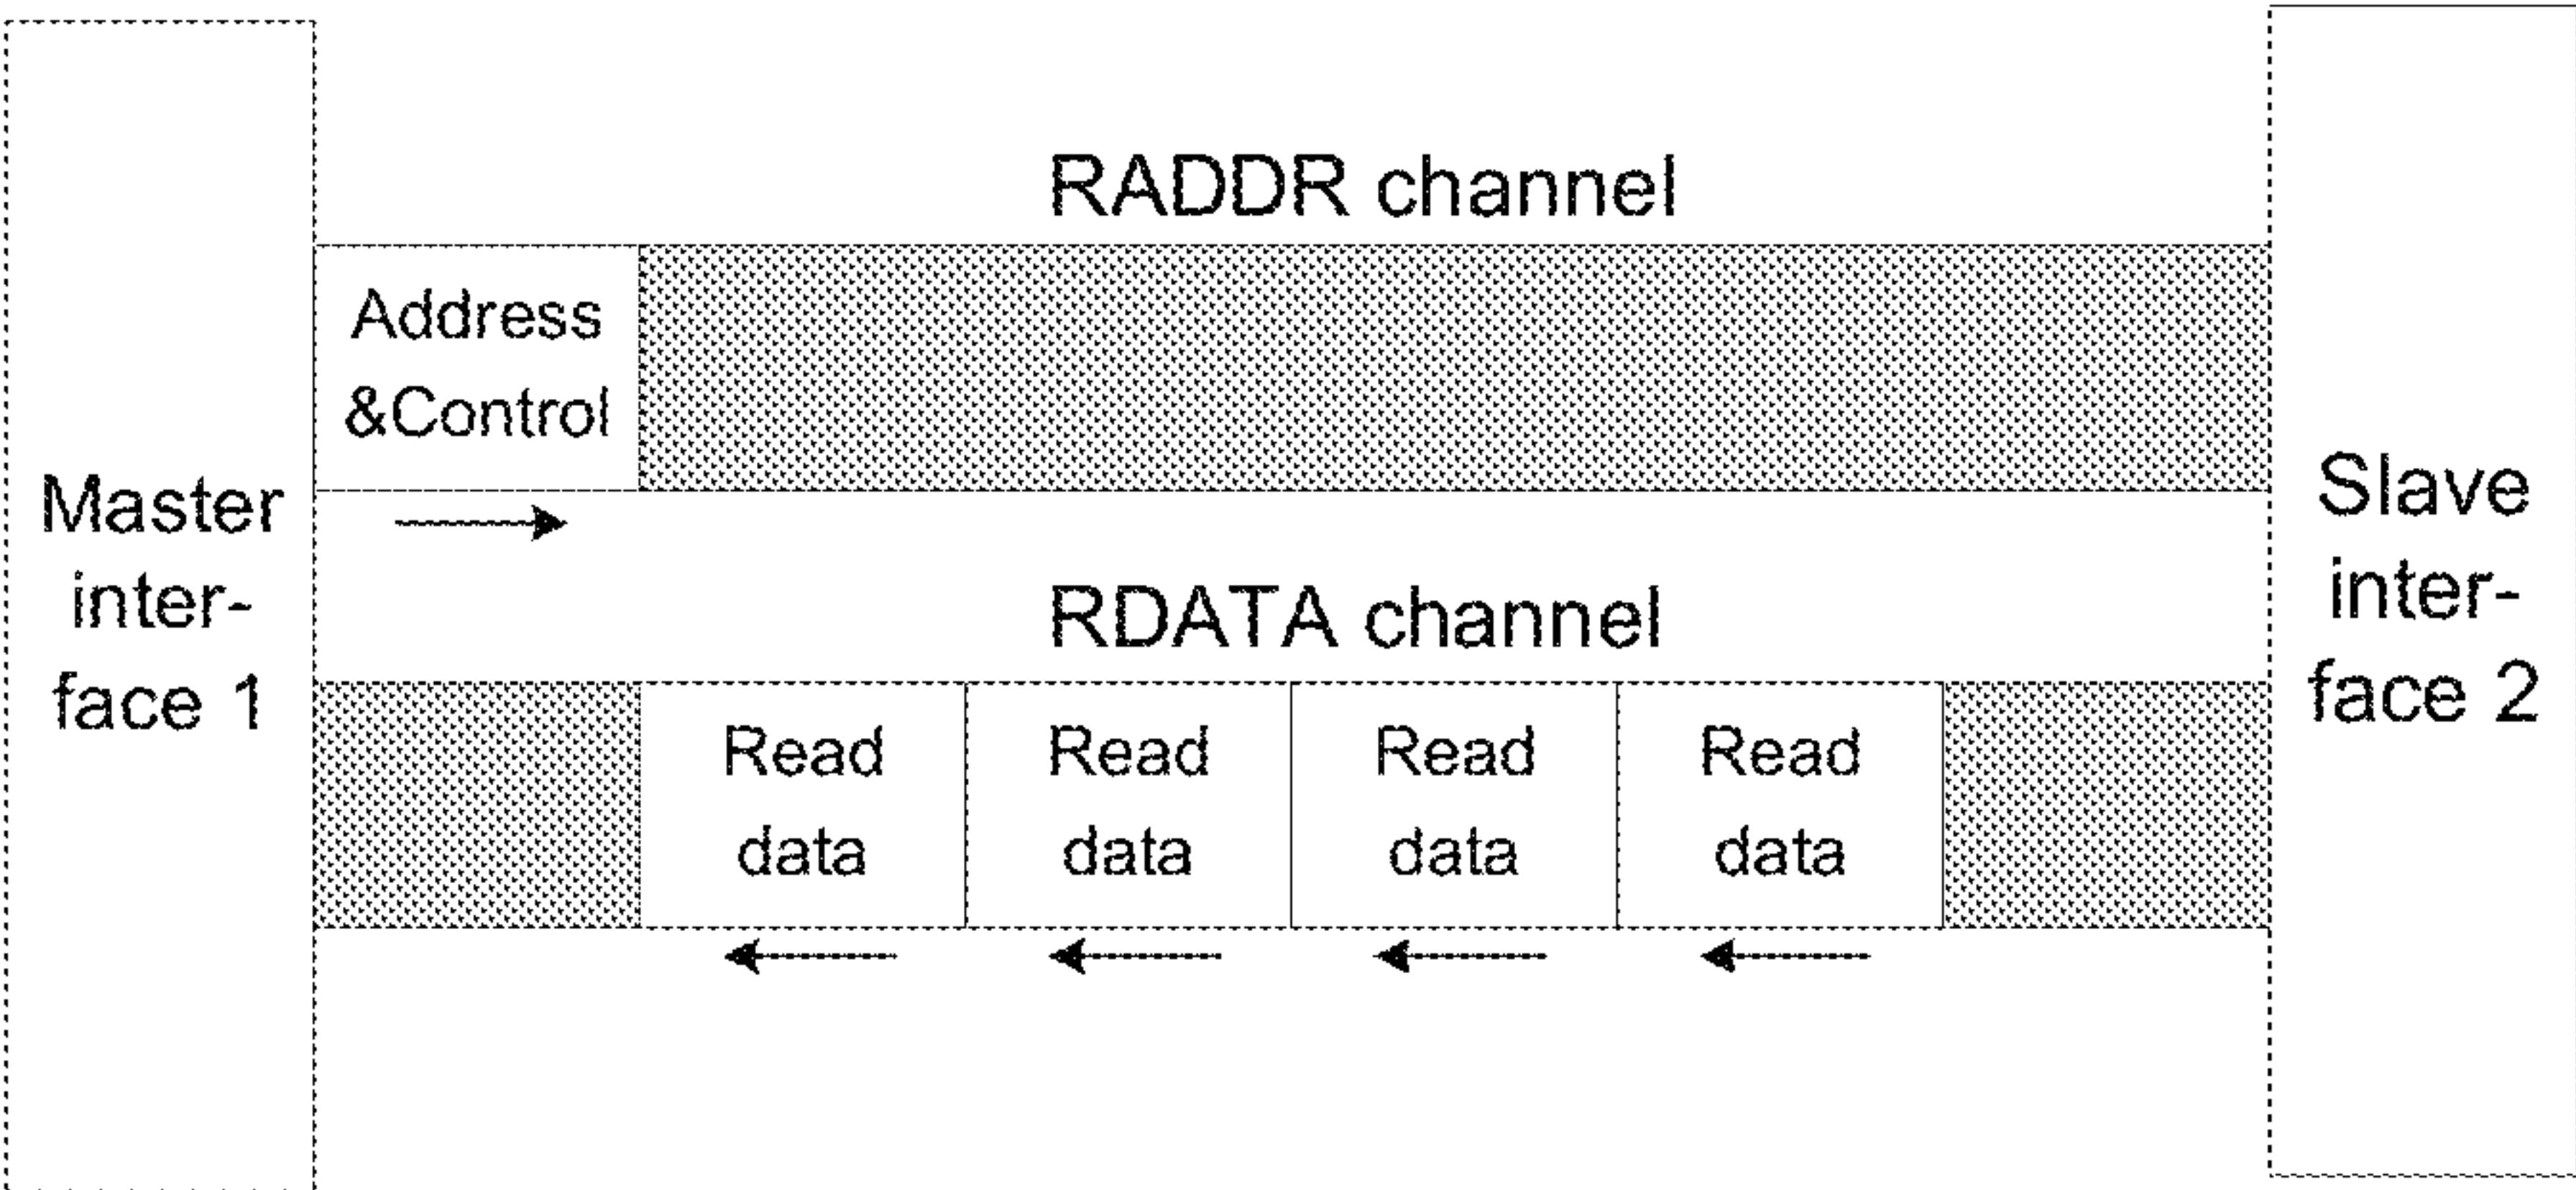 RADDR channel
Address
&Control
Master
inter-
face 1
RDATA channel
Read
data
Read
data
Read
data
Read
data
Slave
inter-
face 2